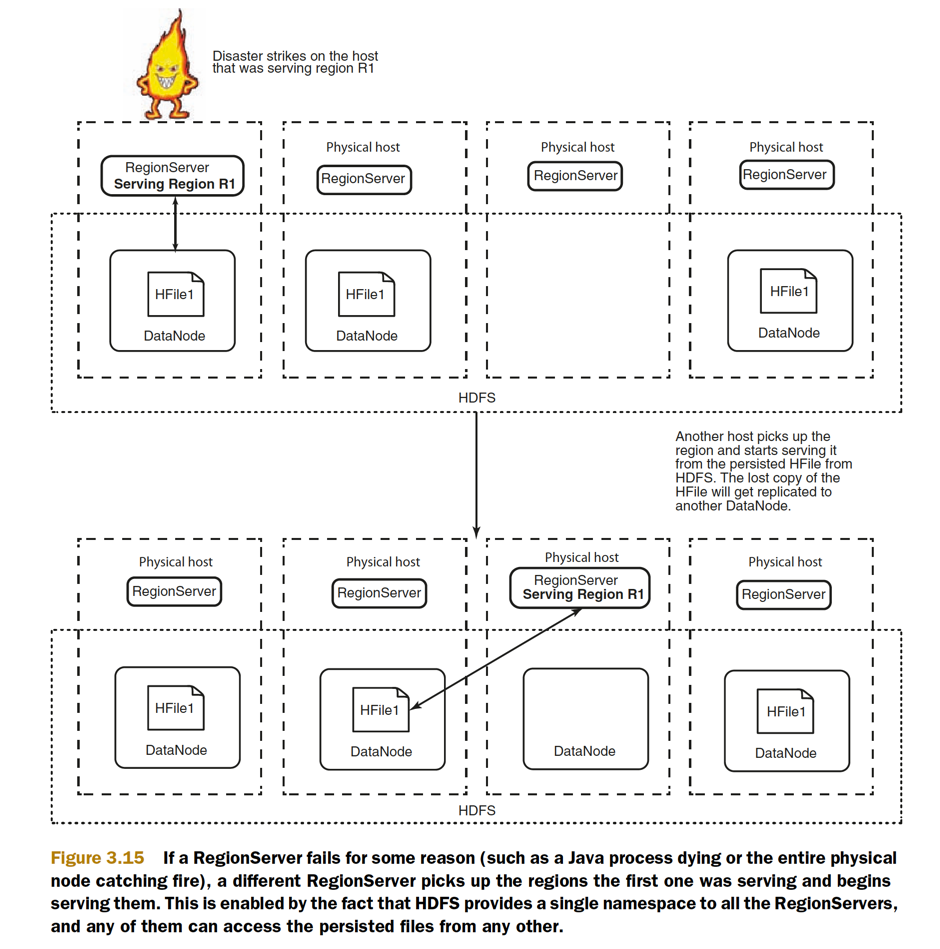 Disaster strikes on the host
that was serving region R1
RegionServer
Serving Region R1
Physical host
RegionServer
Physical host
RegionServer
Physical host
RegionServer
HFile1
DataNode
HFile1
DataNode
HFile1
DataNode
HDFS
Another host picks up the
region and starts serving it
from the persisted HFile from
HDFS. The lost copy of the
HFile will get replicated to
another DataNode.
Physical host
RegionServer
Physical host
RegionServer
Physical host
RegionServer
Serving Region R1
Physical host
RegionServer
HFile1
DataNode
HFile1
DataNode
DataNode
HFile1
DataNode
HDFS
Figure 3.15 If a RegionServer fails for some reason (such as a Java process dying or the entire physical
node catching fire), a different RegionServer picks up the regions the first one was serving and begins
serving them. This is enabled by the fact that HDFS provides a single namespace to all the RegionServers,
and any of them can access the persisted files from any other.